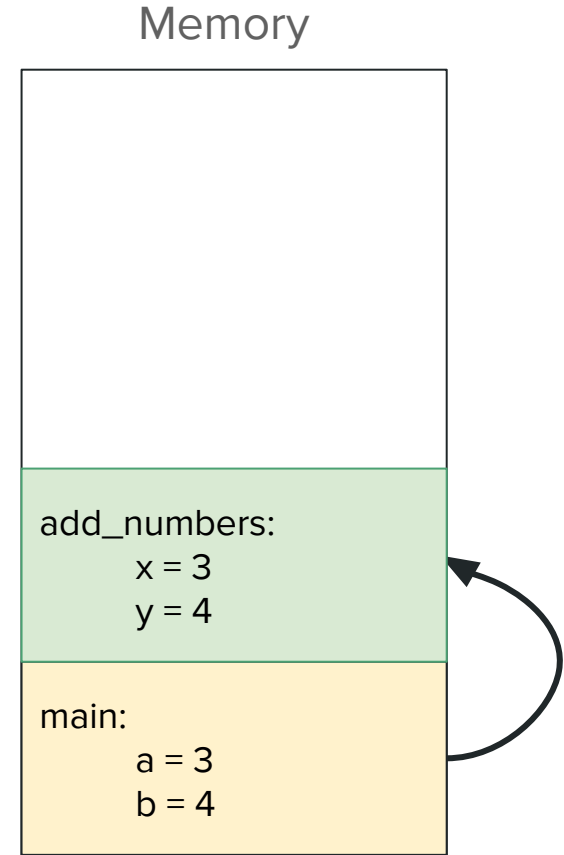 Memory
add_numbers:
x = 3
y = 4
main:
a = 3
b = 4